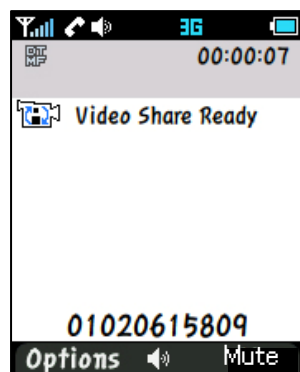 3G
DT
MF
00:00:07
Video Share Ready
01020615809
Options Mute